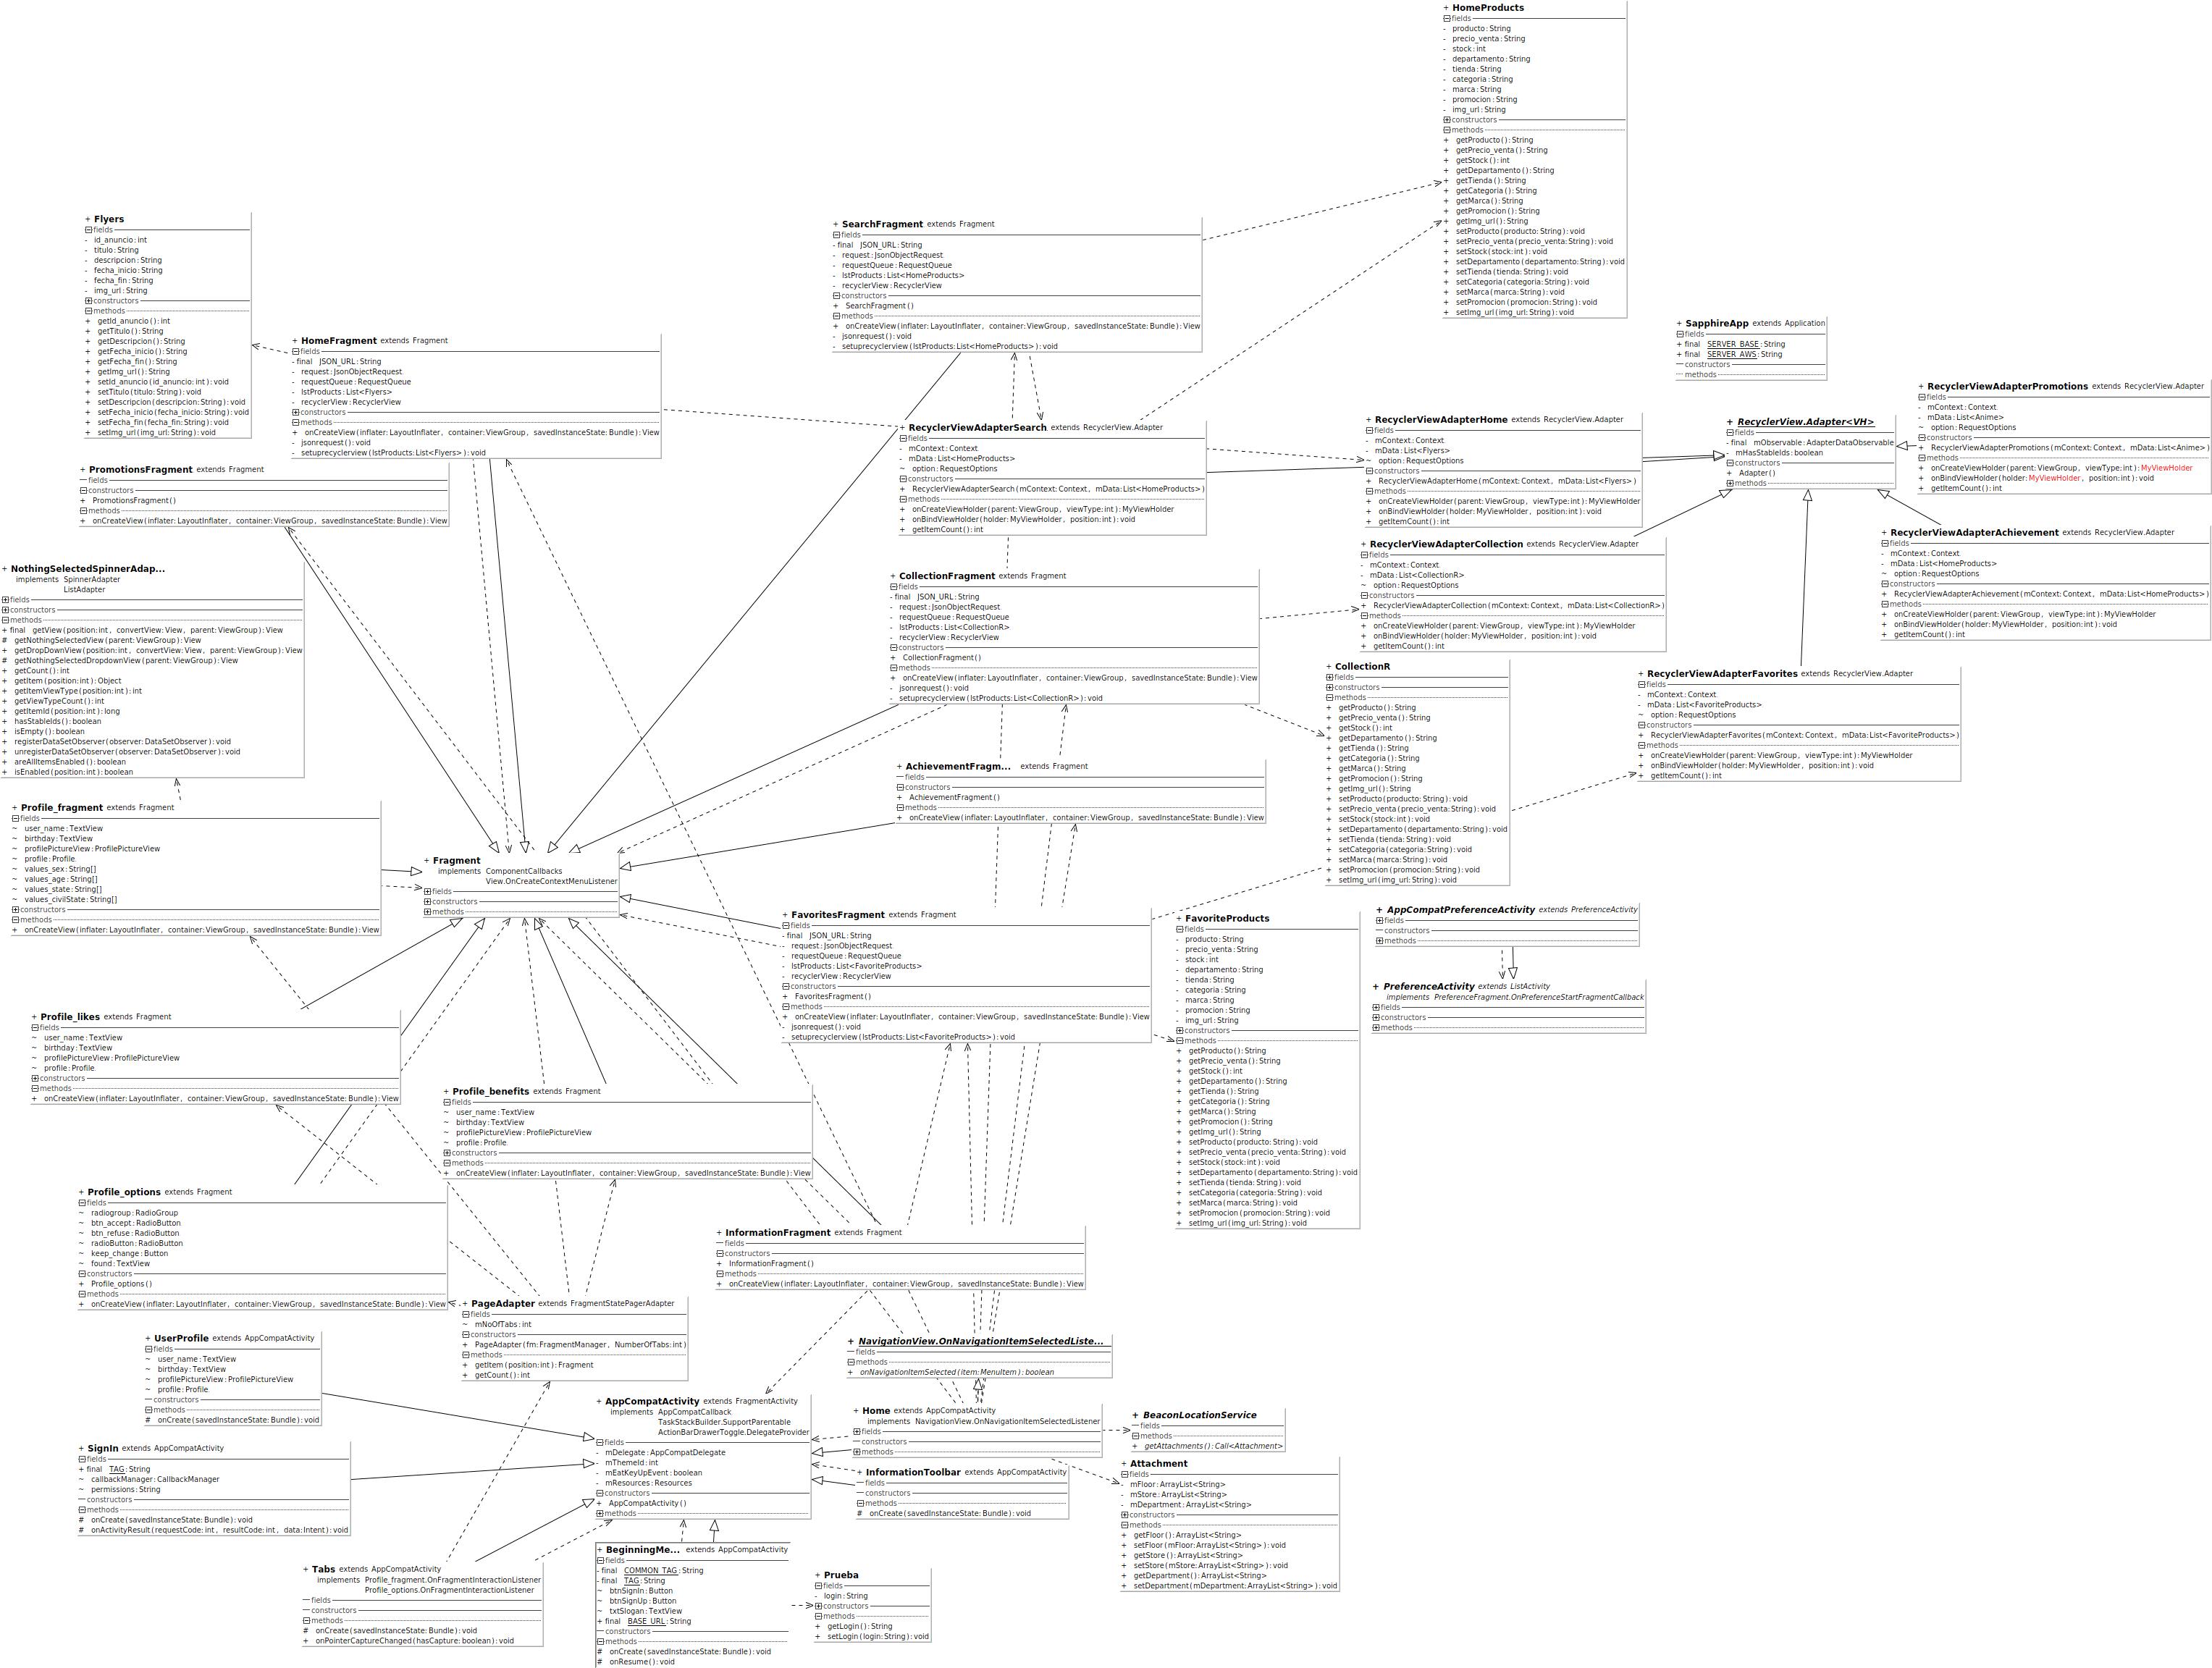 + HomeProducts
fields
- producto: String
- precio_venta: String
- stock: int
- departamento: String
- tienda: String
- categoria: String
- marca: String
- promocion: String
- img_url: String
constructors
methods
+ getProducto(): String
+ getPrecio_venta(): String
+ getStock(): int
+ getDepartamento(): String
+ getTienda(): String
+ getCategoria(): String
+ getMarca(): String
+ getPromocion(): String
+ getImg_url(): String
+ setProducto(producto: String): void
+ setPrecio_venta(precio_venta: String): void
+ setStock(stock: int): void
+ setDepartamento(departamento: String): void
+ setTienda(tienda: String): void
+ setCategoria(categoria: String): void
+ setMarca(marca: String): void
+ setPromocion(promocion: String): void
+ setImg_url(img_url: String): void
+ Flyers
fields
- id_anuncio: int
- titulo: String
- descripcion: String
- fecha_inicio: String
- fecha_fin: String
- img_url: String
constructors
methods
+ getId_anuncio(): int
+ getTitulo(): String
+ getDescripcion(): String
+ getFecha_inicio(): String
+ getFecha_fin(): String
+ getImg_url(): String
+ setId_anuncio(id_anuncio: int): void
+ setTitulo(titulo: String): void
+ setDescripcion(descripcion: String): void
+ setFecha_inicio(fecha_inicio: String): void
+ setFecha_fin(fecha_fin: String): void
+ setImg_url(img_url: String): void
+ SearchFragment extends Fragment
fields
- final JSON_URL: String
- request: JsonObjectRequest
- requestQueue: RequestQueue
- lstProducts: List<HomeProducts>
- recyclerView: RecyclerView
constructors
+ SearchFragment()
methods
+ onCreateView(inflater: LayoutInflater, container: ViewGroup, savedInstanceState: Bundle): View
- jsonrequest(): void
- setuprecyclerview(lstProducts: List<HomeProducts>): void
+ HomeFragment extends Fragment
fields
- final JSON_URL: String
- request: JsonObjectRequest
- requestQueue: RequestQueue
- lstProducts: List<Flyers>
- recyclerView: RecyclerView
constructors
methods
+ onCreateView(inflater: LayoutInflater, container: ViewGroup, savedInstanceState: Bundle): View
- jsonrequest(): void
- setuprecyclerview(lstProducts: List<Flyers>): void
+ SapphireApp extends Application
fields
+ final SERVER_BASE: String
+ final SERVER_AWS: String
constructors
methods
+ RecyclerViewAdapterPromotions extends RecyclerView.Adapter
fields
- mContext: Context
- mData: List<Anime>
~ option: RequestOptions
constructors
+ RecyclerViewAdapterPromotions(mContext: Context, mData: List<Anime>)
methods
+ onCreateViewHolder(parent: ViewGroup, viewType: int): MyViewHolder
+ onBindViewHolder(holder: MyViewHolder, position: int): void
+ getItemCount(): int
+ RecyclerViewAdapterSearch extends RecyclerView.Adapter
fields
- mContext: Context
- mData: List<HomeProducts>
~ option: RequestOptions
constructors
+ RecyclerViewAdapterSearch(mContext: Context, mData: List<HomeProducts>)
methods
+ onCreateViewHolder(parent: ViewGroup, viewType: int): MyViewHolder
+ onBindViewHolder(holder: MyViewHolder, position: int): void
+ getItemCount(): int
+ RecyclerViewAdapterHome extends RecyclerView.Adapter
fields
- mContext: Context
- mData: List<Flyers>
~ option: RequestOptions
constructors
+ RecyclerViewAdapterHome(mContext: Context, mData: List<Flyers>)
methods
+ onCreateViewHolder(parent: ViewGroup, viewType: int): MyViewHolder
+ onBindViewHolder(holder: MyViewHolder, position: int): void
+ getItemCount(): int
+ RecyclerView.Adapter<VH>
fields
- final mObservable: AdapterDataObservable
- mHasStableIds: boolean
constructors
+ Adapter()
methods
+ PromotionsFragment extends Fragment
fields
constructors
+ PromotionsFragment()
methods
+ onCreateView(inflater: LayoutInflater, container: ViewGroup, savedInstanceState: Bundle): View
+ RecyclerViewAdapterCollection extends RecyclerView.Adapter
fields
- mContext: Context
- mData: List<CollectionR>
~ option: RequestOptions
constructors
+ RecyclerViewAdapterCollection(mContext: Context, mData: List<CollectionR>)
methods
+ onCreateViewHolder(parent: ViewGroup, viewType: int): MyViewHolder
+ onBindViewHolder(holder: MyViewHolder, position: int): void
+ getItemCount(): int
+ RecyclerViewAdapterAchievement extends RecyclerView.Adapter
fields
- mContext: Context
- mData: List<HomeProducts>
~ option: RequestOptions
constructors
+ RecyclerViewAdapterAchievement(mContext: Context, mData: List<HomeProducts>)
methods
+ onCreateViewHolder(parent: ViewGroup, viewType: int): MyViewHolder
+ onBindViewHolder(holder: MyViewHolder, position: int): void
+ getItemCount(): int
+ NothingSelectedSpinnerAdap...
implements SpinnerAdapter
ListAdapter
fields
constructors
methods
+ final getView(position: int, convertView: View, parent: ViewGroup): View
# getNothingSelectedView(parent: ViewGroup): View
+ getDropDownView(position: int, convertView: View, parent: ViewGroup): View
# getNothingSelectedDropdownView(parent: ViewGroup): View
+ getCount(): int
+ getItem(position: int): Object
+ getItemViewType(position: int): int
+ getViewTypeCount(): int
+ getItemId(position: int): long
+ hasStableIds(): boolean
+ isEmpty(): boolean
+ registerDataSetObserver(observer: DataSetObserver): void
+ unregisterDataSetObserver(observer: DataSetObserver): void
+ areAllItemsEnabled(): boolean
+ isEnabled(position: int): boolean
+ CollectionFragment extends Fragment
fields
- final JSON_URL: String
- request: JsonObjectRequest
- requestQueue: RequestQueue
- lstProducts: List<CollectionR>
- recyclerView: RecyclerView
constructors
+ CollectionFragment()
methods
+ onCreateView(inflater: LayoutInflater, container: ViewGroup, savedInstanceState: Bundle): View
- jsonrequest(): void
- setuprecyclerview(lstProducts: List<CollectionR>): void
+ CollectionR
fields
constructors
methods
+ getProducto(): String
+ getPrecio_venta(): String
+ getStock(): int
+ getDepartamento(): String
+ getTienda(): String
+ getCategoria(): String
+ getMarca(): String
+ getPromocion(): String
+ getImg_url(): String
+ setProducto(producto: String): void
+ setPrecio_venta(precio_venta: String): void
+ setStock(stock: int): void
+ setDepartamento(departamento: String): void
+ setTienda(tienda: String): void
+ setCategoria(categoria: String): void
+ setMarca(marca: String): void
+ setPromocion(promocion: String): void
+ setImg_url(img_url: String): void
+ RecyclerViewAdapterFavorites extends RecyclerView.Adapter
fields
- mContext: Context
- mData: List<FavoriteProducts>
~ option: RequestOptions
constructors
+ RecyclerViewAdapterFavorites(mContext: Context, mData: List<FavoriteProducts>)
methods
+ onCreateViewHolder(parent: ViewGroup, viewType: int): MyViewHolder
+ onBindViewHolder(holder: MyViewHolder, position: int): void
+ getItemCount(): int
+ AchievementFragm... extends Fragment
fields
constructors
+ AchievementFragment()
methods
+ onCreateView(inflater: LayoutInflater, container: ViewGroup, savedInstanceState: Bundle): View
+ Profile_fragment extends Fragment
fields
~ user_name: TextView
~ birthday: TextView
~ profilePictureView: ProfilePictureView
~ profile: Profile
~ values_sex: String[]
~ values_age: String[]
~ values_state: String[]
~ values_civilState: String[]
constructors
methods
+ onCreateView(inflater: LayoutInflater, container: ViewGroup, savedInstanceState: Bundle): View
+ Fragment
implements ComponentCallbacks
View.OnCreateContextMenuListener
fields
constructors
methods
+ FavoritesFragment extends Fragment
fields
- final JSON_URL: String
- request: JsonObjectRequest
- requestQueue: RequestQueue
- lstProducts: List<FavoriteProducts>
- recyclerView: RecyclerView
constructors
+ FavoritesFragment()
methods
+ onCreateView(inflater: LayoutInflater, container: ViewGroup, savedInstanceState: Bundle): View
- jsonrequest(): void
- setuprecyclerview(lstProducts: List<FavoriteProducts>): void
+ FavoriteProducts
fields
- producto: String
- precio_venta: String
- stock: int
- departamento: String
- tienda: String
- categoria: String
- marca: String
- promocion: String
- img_url: String
constructors
methods
+ getProducto(): String
+ getPrecio_venta(): String
+ getStock(): int
+ getDepartamento(): String
+ getTienda(): String
+ getCategoria(): String
+ getMarca(): String
+ getPromocion(): String
+ getImg_url(): String
+ setProducto(producto: String): void
+ setPrecio_venta(precio_venta: String): void
+ setStock(stock: int): void
+ setDepartamento(departamento: String): void
+ setTienda(tienda: String): void
+ setCategoria(categoria: String): void
+ setMarca(marca: String): void
+ setPromocion(promocion: String): void
+ setImg_url(img_url: String): void
+ AppCompatPreferenceActivity extends PreferenceActivity
fields
constructors
methods
+ PreferenceActivity extends ListActivity
implements PreferenceFragment.OnPreferenceStartFragmentCallback
fields
constructors
methods
+ Profile_likes extends Fragment
fields
~ user_name: TextView
~ birthday: TextView
~ profilePictureView: ProfilePictureView
~ profile: Profile
constructors
methods
+ onCreateView(inflater: LayoutInflater, container: ViewGroup, savedInstanceState: Bundle): View
+ Profile_benefits extends Fragment
fields
~ user_name: TextView
~ birthday: TextView
~ profilePictureView: ProfilePictureView
~ profile: Profile
constructors
methods
+ onCreateView(inflater: LayoutInflater, container: ViewGroup, savedInstanceState: Bundle): View
+ Profile_options extends Fragment
fields
~ radiogroup: RadioGroup
~ btn_accept: RadioButton
~ btn_refuse: RadioButton
~ radioButton: RadioButton
~ keep_change: Button
~ found: TextView
constructors
+ Profile_options()
methods
+ onCreateView(inflater: LayoutInflater, container: ViewGroup, savedInstanceState: Bundle): View
+ InformationFragment extends Fragment
fields
constructors
+ InformationFragment()
methods
+ onCreateView(inflater: LayoutInflater, container: ViewGroup, savedInstanceState: Bundle): View
+ PageAdapter extends FragmentStatePagerAdapter
fields
~ mNoOfTabs: int
constructors
+ PageAdapter(fm: FragmentManager, NumberOfTabs: int)
methods
+ getItem(position: int): Fragment
+ getCount(): int
+ UserProfile extends AppCompatActivity
fields
~ user_name: TextView
~ birthday: TextView
~ profilePictureView: ProfilePictureView
~ profile: Profile
constructors
methods
# onCreate(savedInstanceState: Bundle): void
+ NavigationView.OnNavigationItemSelectedListe...
fields
methods
+ onNavigationItemSelected(item: MenuItem): boolean
+ AppCompatActivity extends FragmentActivity
implements AppCompatCallback
TaskStackBuilder.SupportParentable
ActionBarDrawerToggle.DelegateProvider
fields
- mDelegate: AppCompatDelegate
- mThemeId: int
- mEatKeyUpEvent: boolean
- mResources: Resources
constructors
+ AppCompatActivity()
methods
+ Home extends AppCompatActivity
implements NavigationView.OnNavigationItemSelectedListener
fields
constructors
methods
+ BeaconLocationService
fields
methods
+ getAttachments(): Call<Attachment>
+ SignIn extends AppCompatActivity
fields
+ final TAG: String
~ callbackManager: CallbackManager
~ permissions: String
constructors
methods
# onCreate(savedInstanceState: Bundle): void
# onActivityResult(requestCode: int, resultCode: int, data: Intent): void
+ InformationToolbar extends AppCompatActivity
fields
constructors
methods
# onCreate(savedInstanceState: Bundle): void
+ Attachment
fields
- mFloor: ArrayList<String>
- mStore: ArrayList<String>
- mDepartment: ArrayList<String>
constructors
methods
+ getFloor(): ArrayList<String>
+ setFloor(mFloor: ArrayList<String>): void
+ getStore(): ArrayList<String>
+ setStore(mStore: ArrayList<String>): void
+ getDepartment(): ArrayList<String>
+ setDepartment(mDepartment: ArrayList<String>): void
+ Tabs extends AppCompatActivity
implements Profile_fragment.OnFragmentInteractionListener
Profile_options.OnFragmentInteractionListener
fields
constructors
methods
# onCreate(savedInstanceState: Bundle): void
+ onPointerCaptureChanged(hasCapture: boolean): void
+ BeginningMe... extends AppCompatActivity
fields
- final COMMON_TAG: String
- final TAG: String
~ btnSignIn: Button
~ btnSignUp: Button
~ txtSlogan: TextView
+ final BASE_URL: String
constructors
methods
# onCreate(savedInstanceState: Bundle): void
# onResume(): void
+ Prueba
fields
- login: String
constructors
methods
+ getLogin(): String
+ setLogin(login: String): void